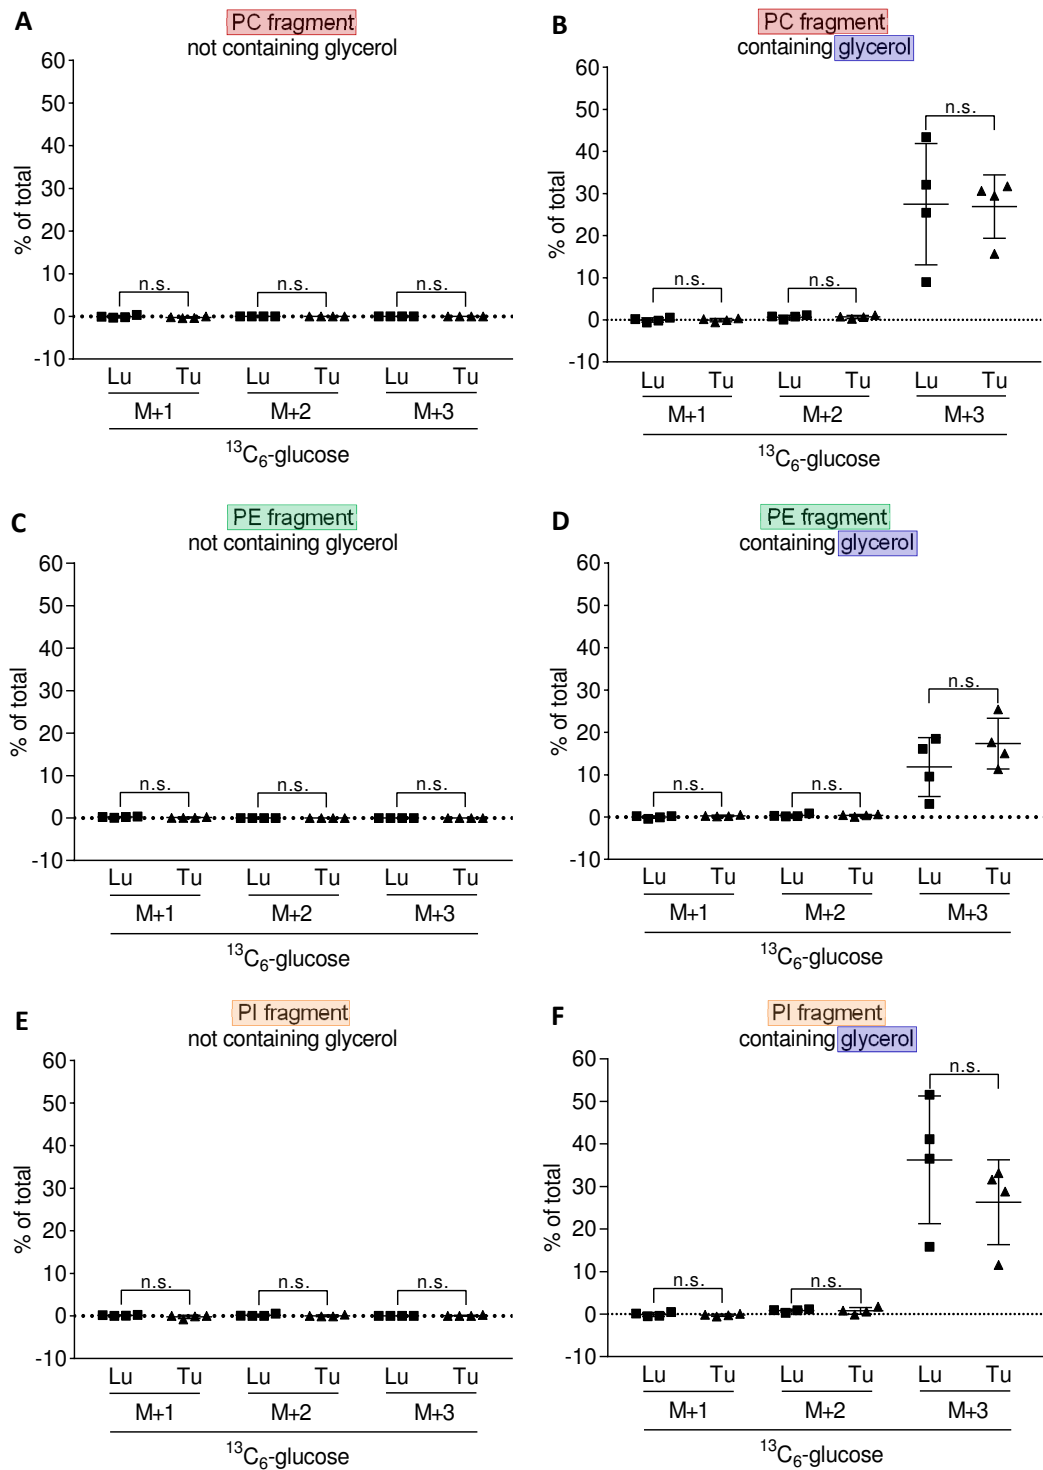 A
PC fragment
not containing glycerol
60
50
40
30
20
10
0
-10
% of total
n.s.
n.s.
n.s.
Lu Tu Lu Tu Lu Tu
M+1 M+2 M+3
¹³C₆-glucose
B
PC fragment
containing glycerol
60
50
40
30
20
10
0
-10
% of total
n.s.
n.s.
n.s.
Lu Tu Lu Tu Lu Tu
M+1 M+2 M+3
¹³C₆-glucose
C
PE fragment
not containing glycerol
60
50
40
30
20
10
0
-10
% of total
n.s.
n.s.
n.s.
Lu Tu Lu Tu Lu Tu
M+1 M+2 M+3
¹³C₆-glucose
D
PE fragment
containing glycerol
60
50
40
30
20
10
0
-10
% of total
n.s.
n.s.
n.s.
Lu Tu Lu Tu Lu Tu
M+1 M+2 M+3
¹³C₆-glucose
E
PI fragment
not containing glycerol
60
50
40
30
20
10
0
-10
% of total
n.s.
n.s.
n.s.
Lu Tu Lu Tu Lu Tu
M+1 M+2 M+3
¹³C₆-glucose
F
PI fragment
containing glycerol
60
50
40
30
20
10
0
-10
% of total
n.s.
n.s.
n.s.
Lu Tu Lu Tu Lu Tu
M+1 M+2 M+3
¹³C₆-glucose